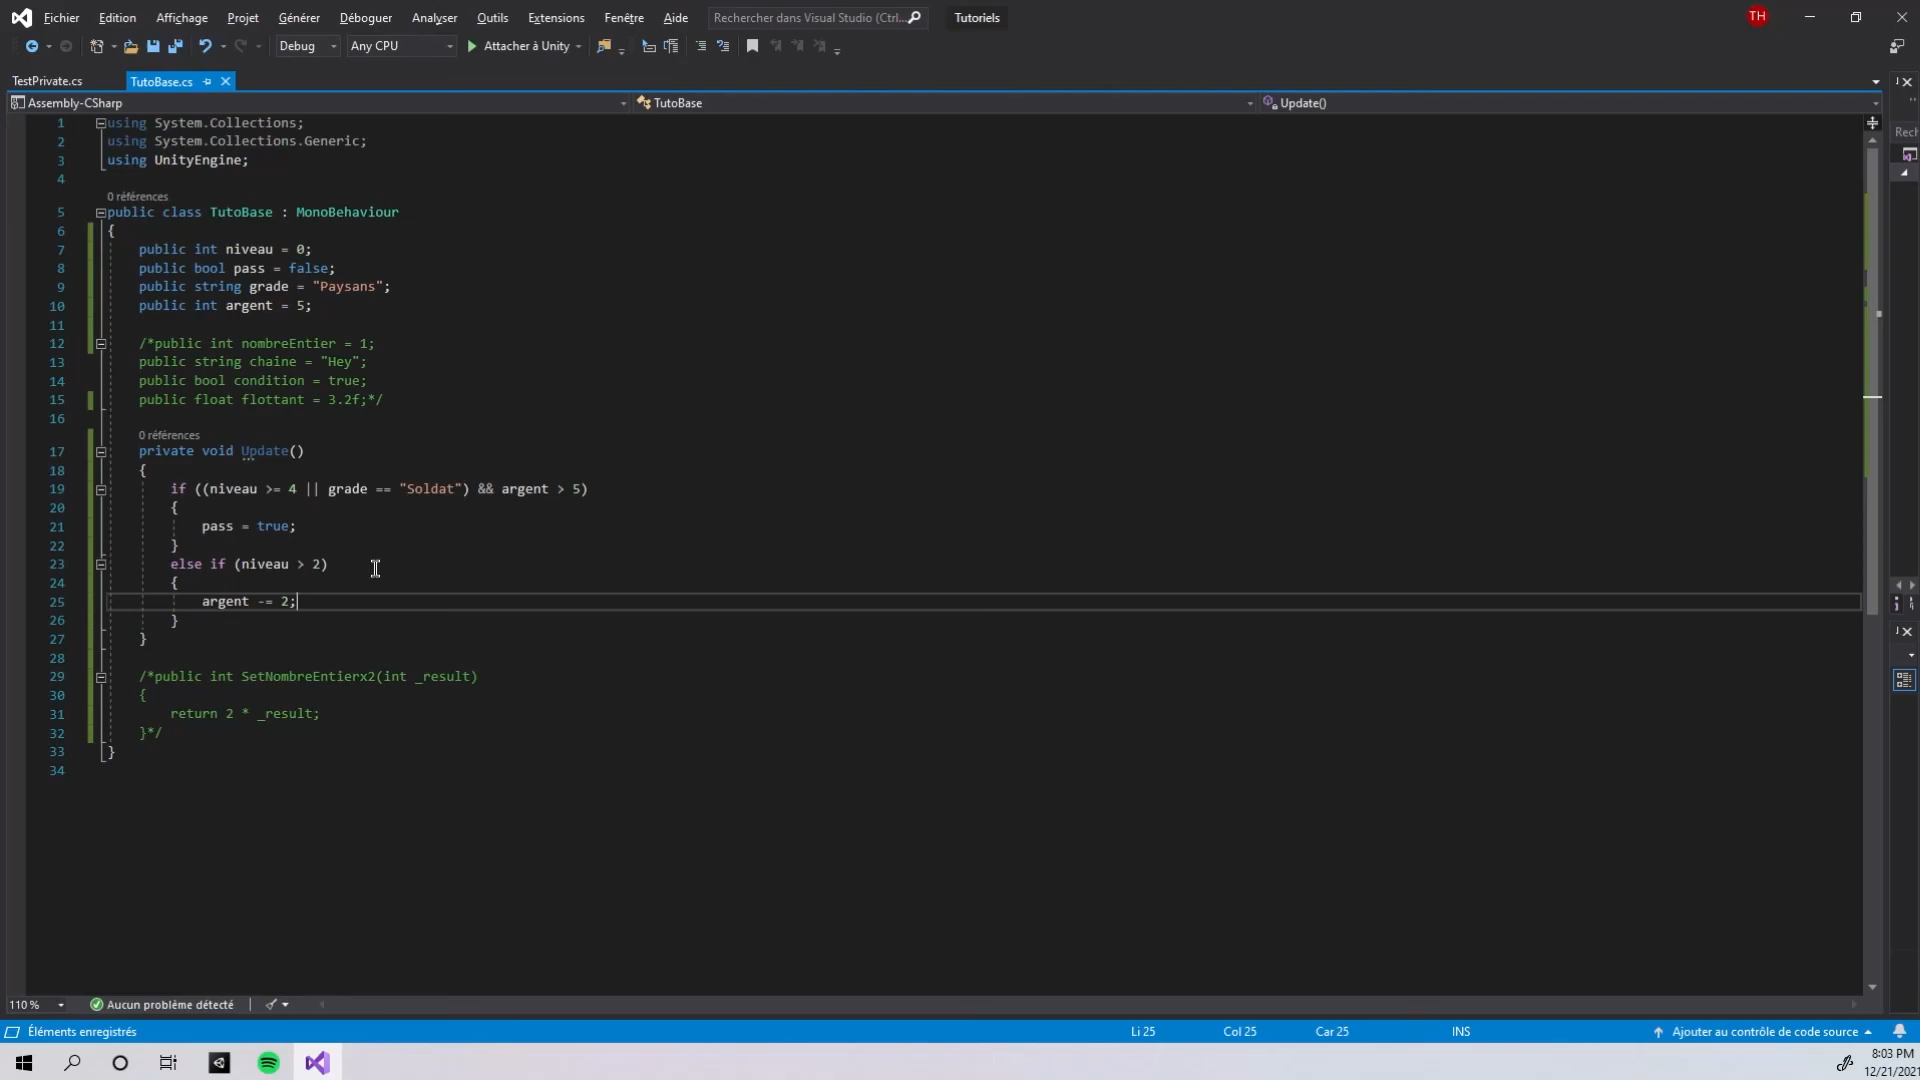 Fichier Edition Affichage Projet Générer Déboguer Analyser Outils Extensions Fenêtre Aide Rechercher dans Visual Studio (Ctrl... Tutoriels TH
Debug Any CPU Attacher à Unity
TestPrivate.cs TutoBase.cs
Assembly-CSharp TutoBase Update()
1 using System.Collections;
2 using System.Collections.Generic;
3 using UnityEngine;
4
0 références
5 public class TutoBase : MonoBehaviour
6 {
7 public int niveau = 0;
8 public bool pass = false;
9 public string grade = "Paysans";
10 public int argent = 5;
11
12 /*public int nombreEntier = 1;
13 public string chaine = "Hey";
14 public bool condition = true;
15 public float flottant = 3.2f;*/
16
0 références
17 private void Update()
18 {
19 if ((niveau >= 4 || grade == "Soldat") && argent > 5)
20 {
21 pass = true;
22 }
23 else if (niveau > 2)
24 {
25 argent -= 2;
26 }
27 }
28
29 /*public int SetNombreEntierx2(int _result)
30 {
31 return 2 * _result;
32 }*/
33 }
34
Rech
110 % Aucun problème détecté
Éléments enregistrés Li 25 Col 25 Car 25 INS Ajouter au contrôle de code source
8:03 PM
12/21/2021